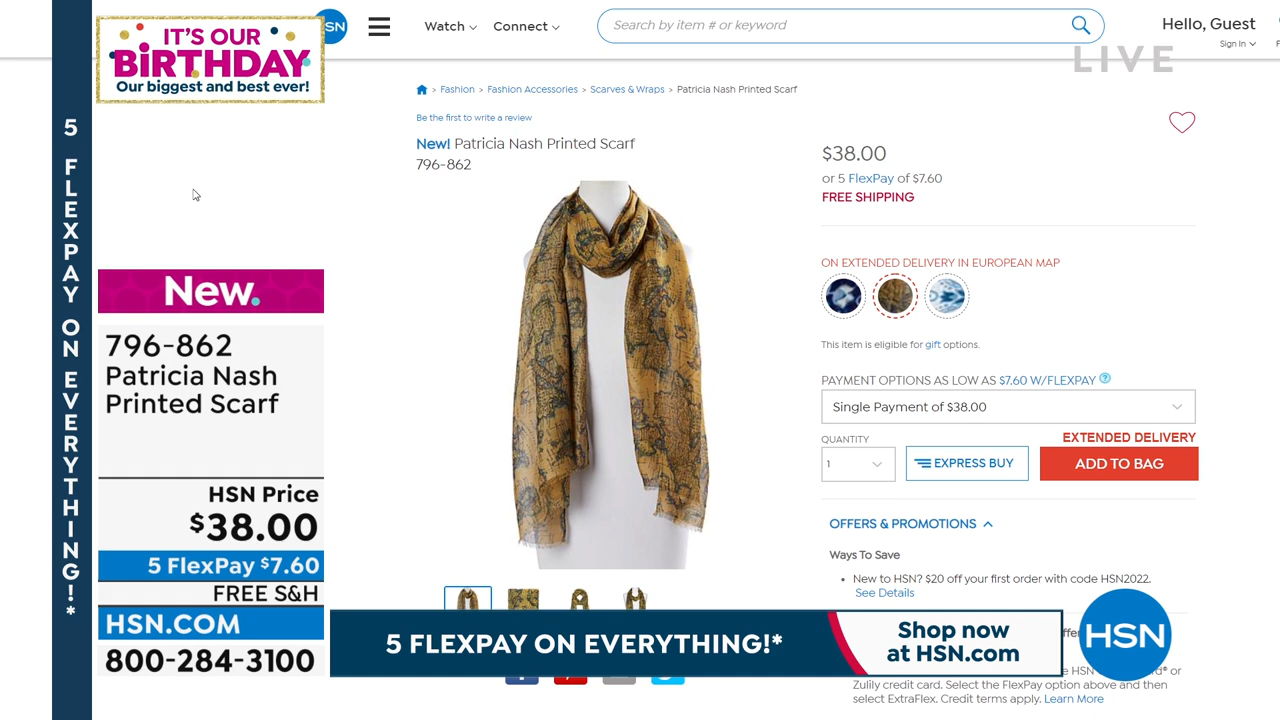 5 FLEXPAY ON EVERYTHING!*
IT'S OUR
BIRTHDAY
Our biggest and best ever!
Watch
Connect
Search by item # or keyword
Hello, Guest
Sign In
LIVE
> Fashion > Fashion Accessories > Scarves & Wraps > Patricia Nash Printed Scarf
Be the first to write a review
New! Patricia Nash Printed Scarf
796-862
$38.00
or 5 FlexPay of $7.60
FREE SHIPPING
ON EXTENDED DELIVERY IN EUROPEAN MAP
This item is eligible for gift options.
PAYMENT OPTIONS AS LOW AS $7.60 W/FLEXPAY ?
Single Payment of $38.00
QUANTITY
EXTENDED DELIVERY
1
EXPRESS BUY
ADD TO BAG
OFFERS & PROMOTIONS
Ways To Save
• New to HSN? $20 off your first order with code HSN2022.
See Details
Zulily credit card. Select the FlexPay option above and then
select ExtraFlex. Credit terms apply. Learn More
New.
796-862
Patricia Nash
Printed Scarf
HSN Price
$38.00
5 FlexPay $7.60
FREE S&H
HSN.COM
800-284-3100
5 FLEXPAY ON EVERYTHING!*
Shop now
at HSN.com
HSN